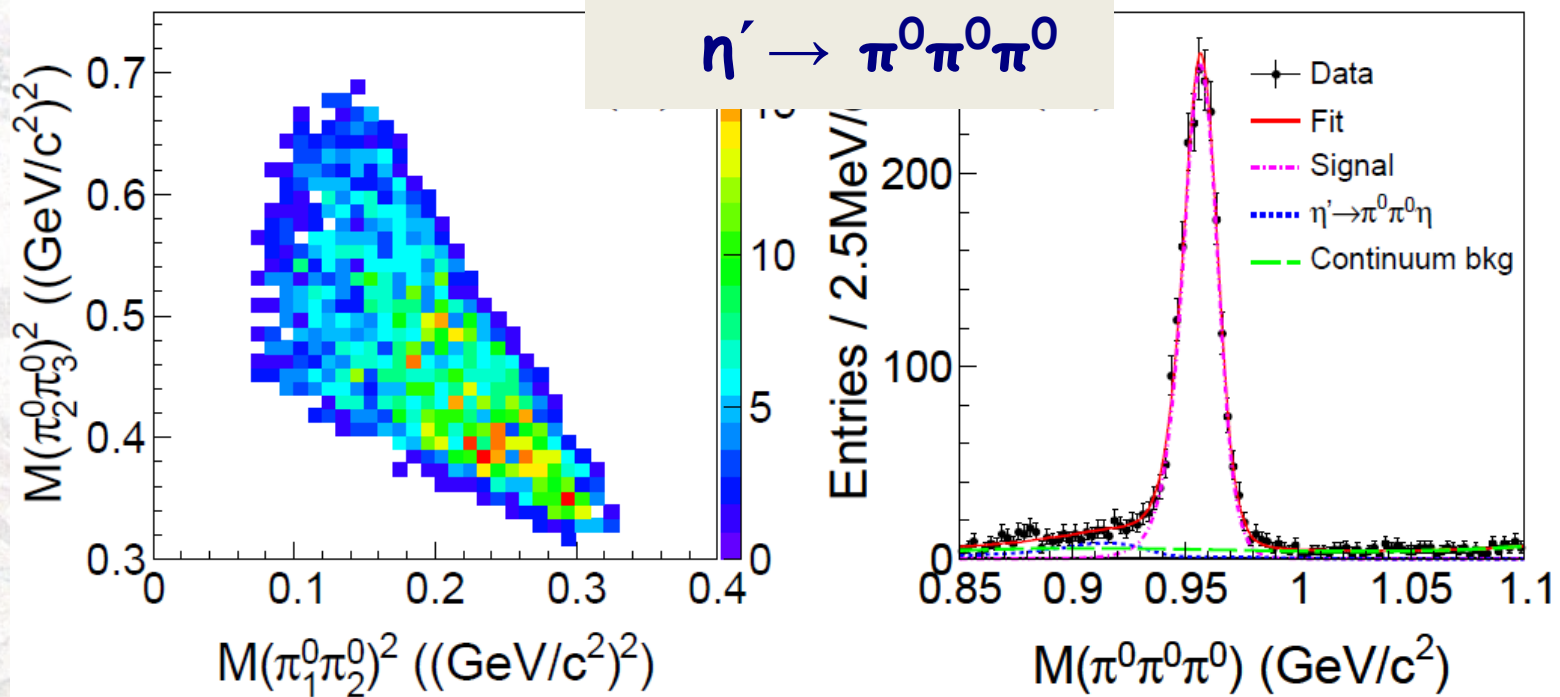 η′ → π⁰π⁰π⁰
M(π⁰₂π⁰₃)² ((GeV/c²)²)
0.7
0.6
0.5
0.4
0.3
0 0.1 0.2 0.3 0.4
M(π⁰₁π⁰₂)² ((GeV/c²)²)
10
5
0
Entries / 2.5MeV/
200
100
0
Data
Fit
Signal
η′→π⁰π⁰η
Continuum bkg
0.85 0.9 0.95 1 1.05 1.1
M(π⁰π⁰π⁰) (GeV/c²)